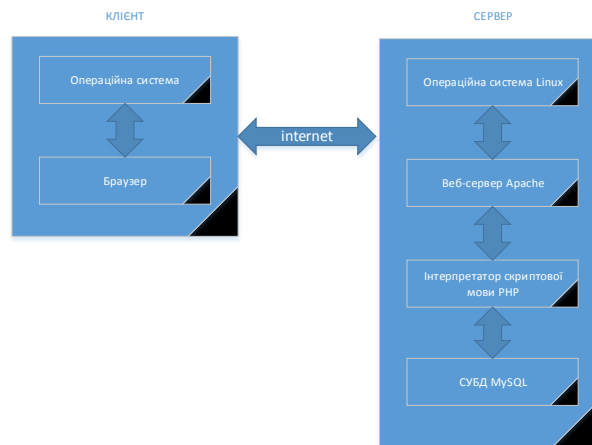 КЛІЄНТ
Операційна система
Браузер
internet
СЕРВЕР
Операційна система Linux
Веб-сервер Apache
Інтерпретатор скриптової
мови PHP
СУБД MySQL